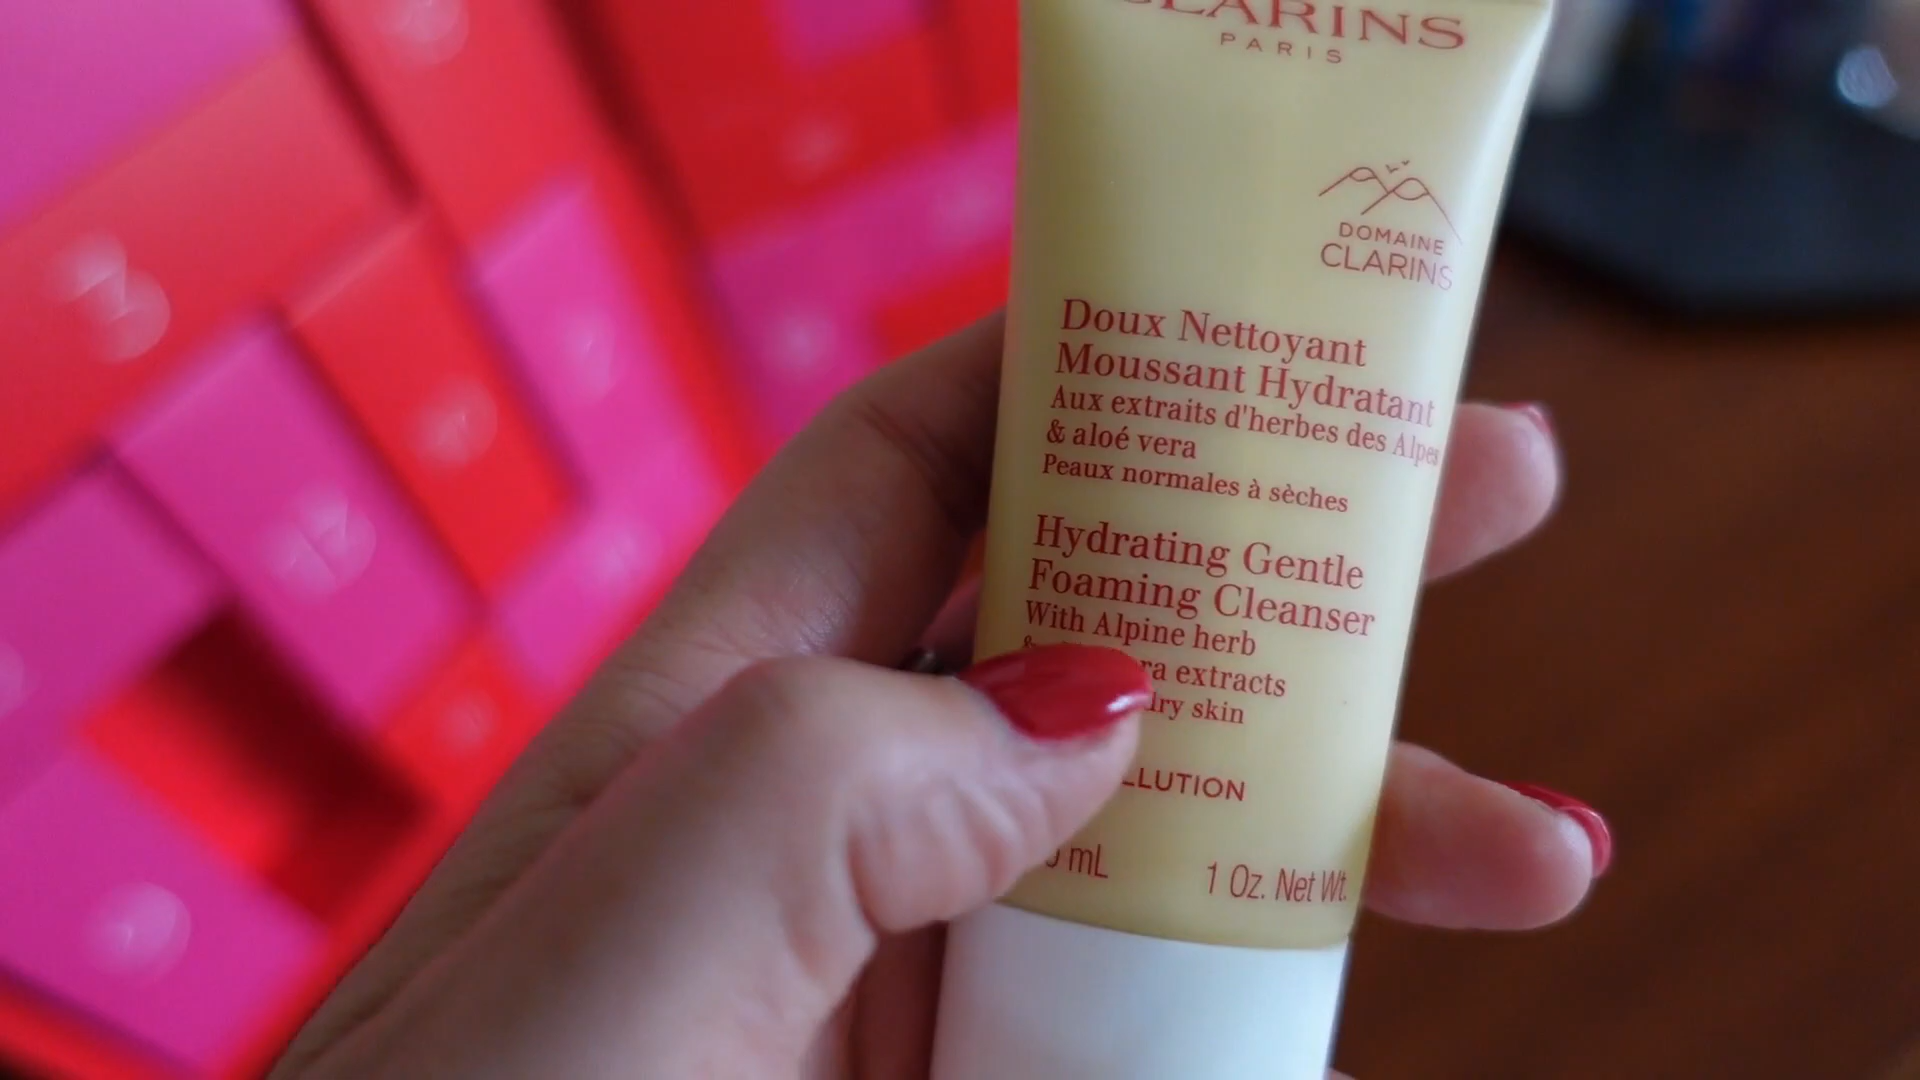 CLARINS
PARIS
DOMAINE
CLARINS
Doux Nettoyant
Moussant Hydratant
Aux extraits d'herbes des Alpes
& aloé vera
Peaux normales à sèches
Hydrating Gentle
Foaming Cleanser
With Alpine herb
& extracts
dry skin
mL
1 Oz. Net Wt.